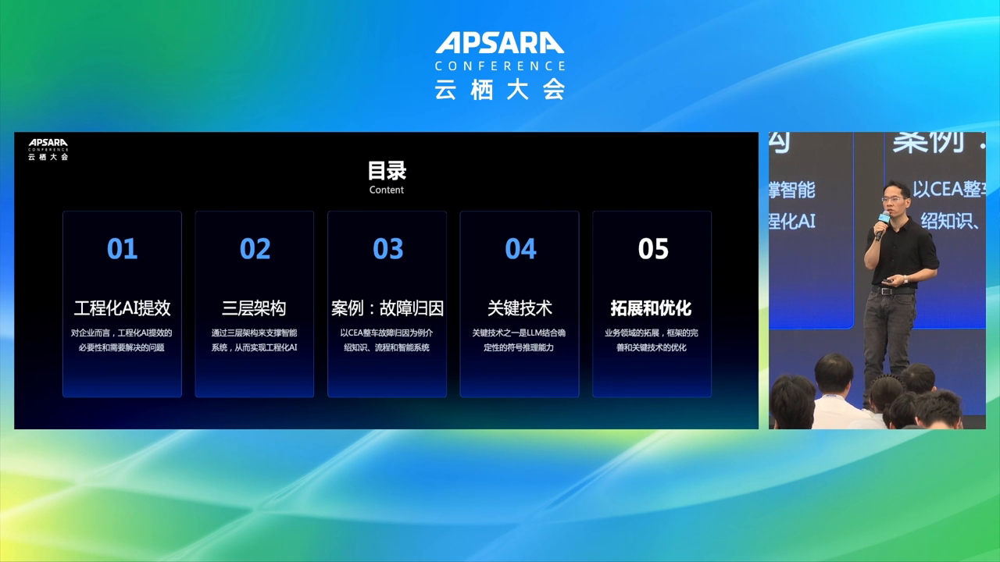 APSARA
CONFERENCE
云栖大会
APSARA
CONFERENCE
云栖大会
目录
Content
01
工程化AI提效
对企业而言，工程化AI提效的
必要性和需要解决的问题
02
三层架构
通过三层架构来支撑智能
系统，从而实现工程化AI
03
案例：故障归因
以CEA整车故障归因为例介
绍知识、流程和智能系统
04
关键技术
关键技术之一是LLM结合确
定性的符号推理能力
05
拓展和优化
业务领域的拓展，框架的完
善和关键技术的优化
构
案例：
撑智能
以CEA整车
程化AI
绍知识、